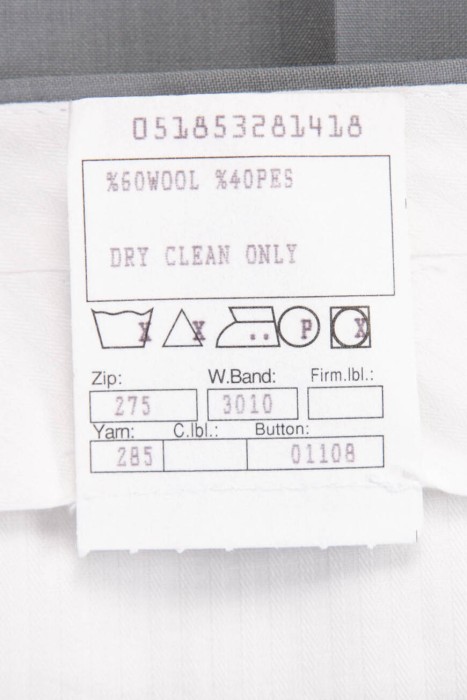 051853281418
%60WOOL %40PES
DRY CLEAN ONLY
X X .. P X
Zip: W.Band: Firm.lbl.:
275 3010
Yarn: C.lbl.: Button:
285 01108